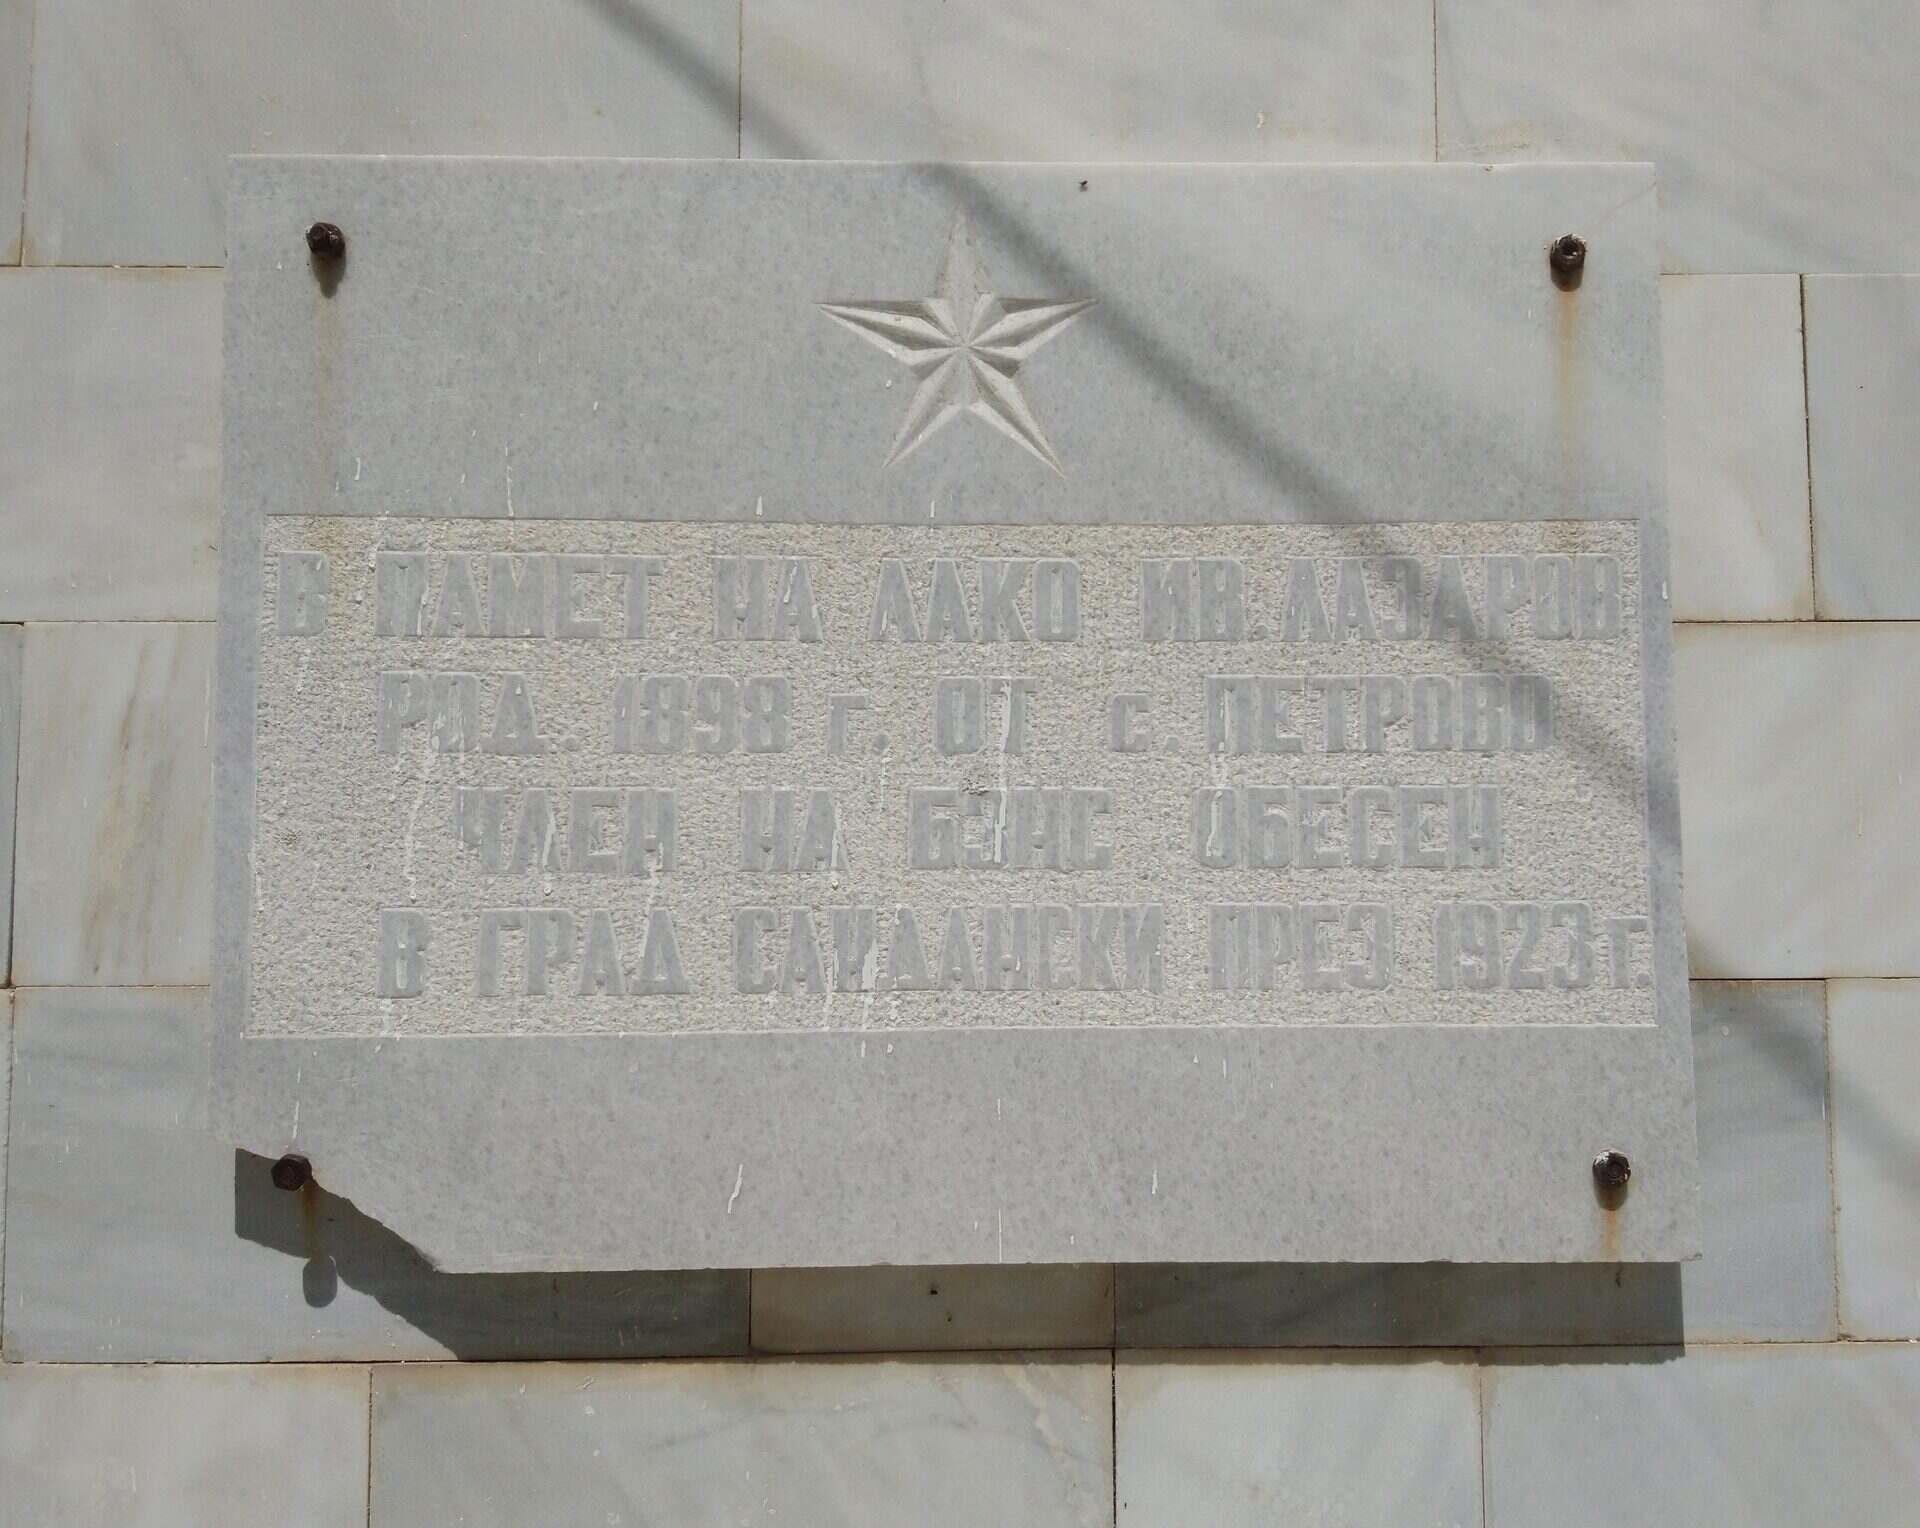 В ПАМЕТ НА ЛАКО ИВ. ЛАЗАРОВ
РОД. 1898 г. ОТ с. ПЕТРОВО
ЧЛЕН НА БЗНС ОБЕСЕН
В ГРАД САНДАНСКИ ПРЕЗ 1923 г.